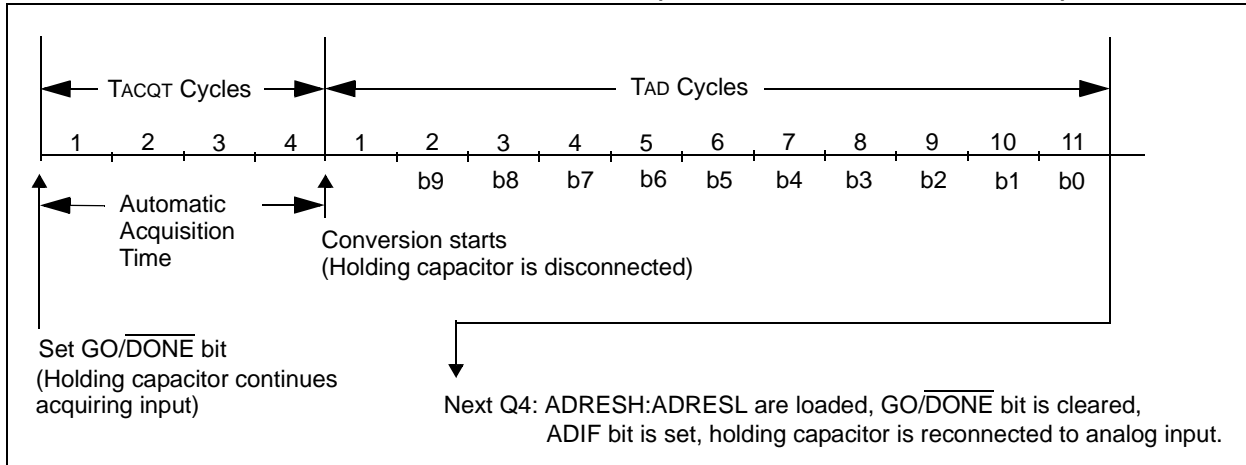 TACQT Cycles TAD Cycles
1 2 3 4 1 2 3 4 5 6 7 8 9 10 11
b9 b8 b7 b6 b5 b4 b3 b2 b1 b0
Automatic
Acquisition
Time
Conversion starts
(Holding capacitor is disconnected)
Set GO/DONE bit
(Holding capacitor continues
acquiring input)
Next Q4: ADRESH:ADRESL are loaded, GO/DONE bit is cleared,
ADIF bit is set, holding capacitor is reconnected to analog input.